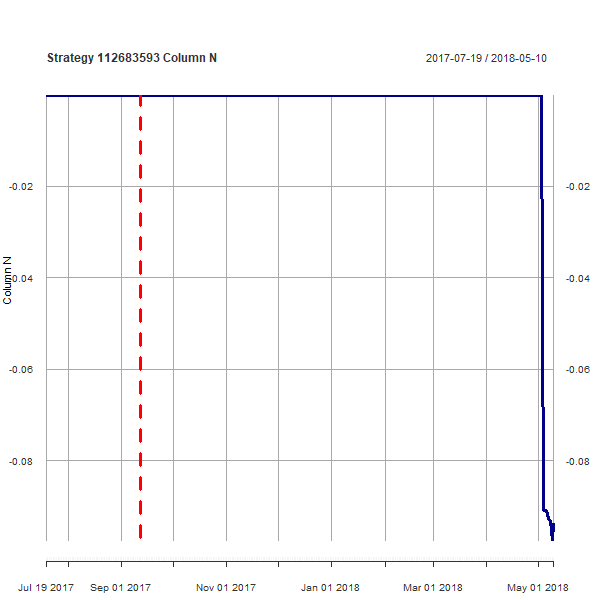 Strategy 112683593 Column N
2017-07-19 / 2018-05-10
-0.02
-0.02
Column N
-0.04
-0.04
-0.06
-0.06
-0.08
-0.08
Jul 19 2017
Sep 01 2017
Nov 01 2017
Jan 01 2018
Mar 01 2018
May 01 2018